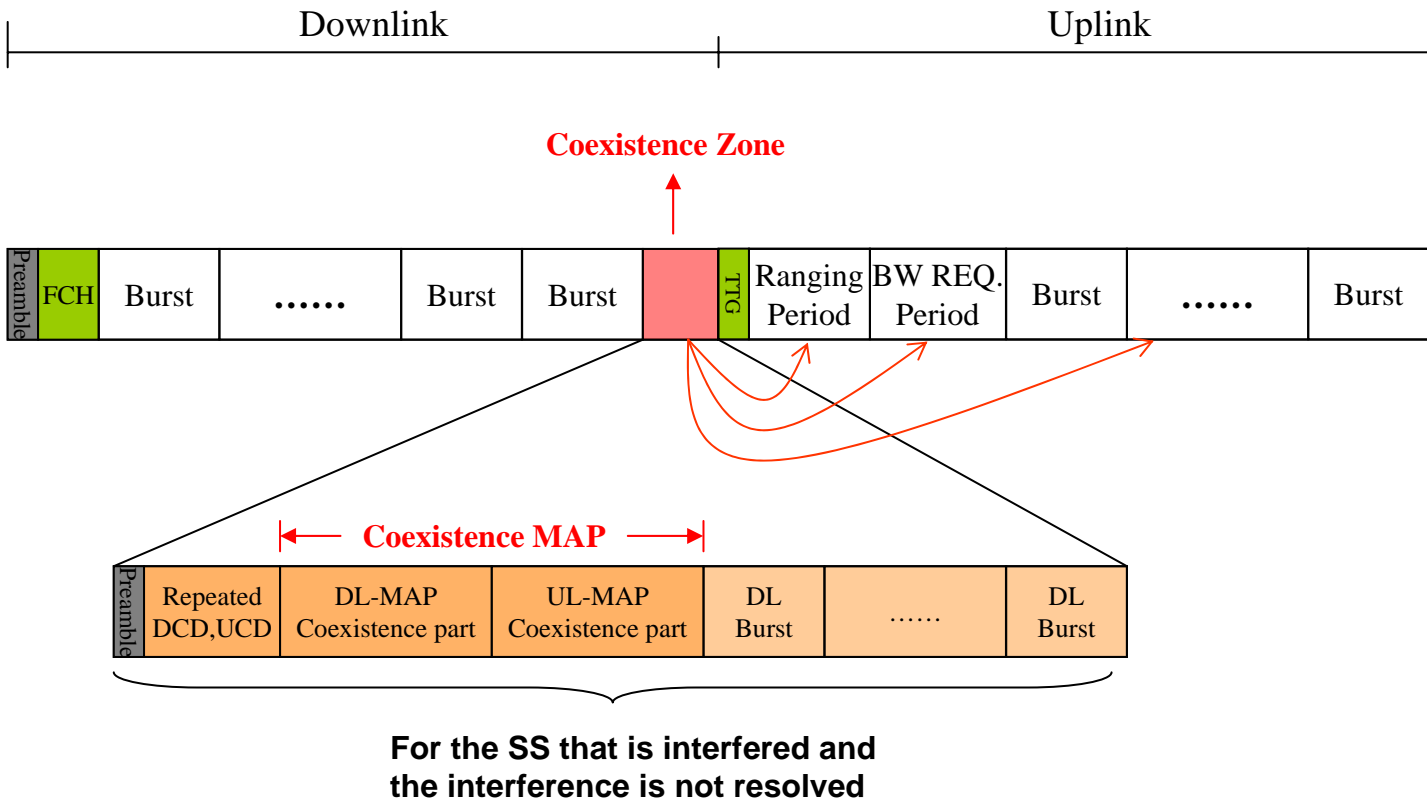 Downlink
Uplink
Coexistence Zone
Preamble
FCH
Burst
......
Burst
Burst
TTG
Ranging
Period
BW REQ.
Period
Burst
......
Burst
Coexistence MAP
Preamble
Repeated
DCD,UCD
DL-MAP
Coexistence part
UL-MAP
Coexistence part
DL
Burst
......
DL
Burst
For the SS that is interfered and
the interference is not resolved